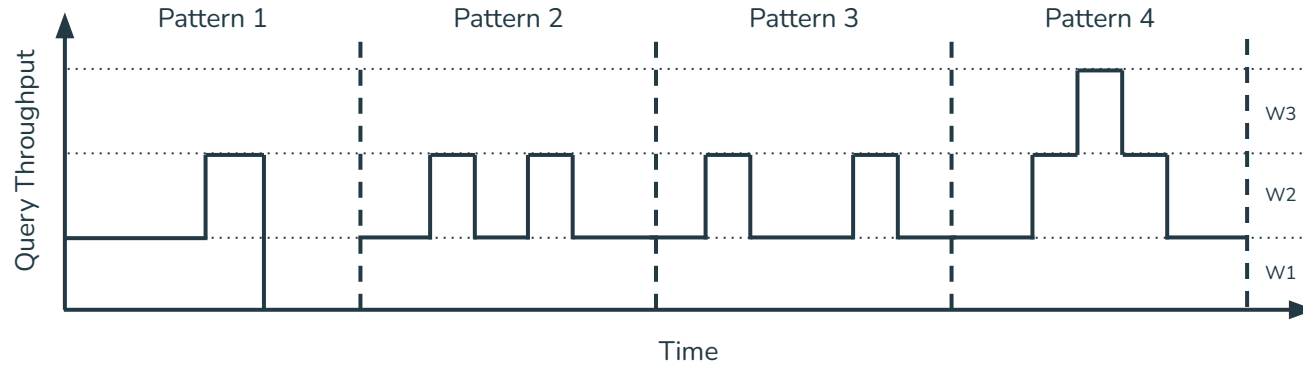 Pattern 1
Pattern 2
Pattern 3
Pattern 4
Query Throughput
W3
W2
W1
Time